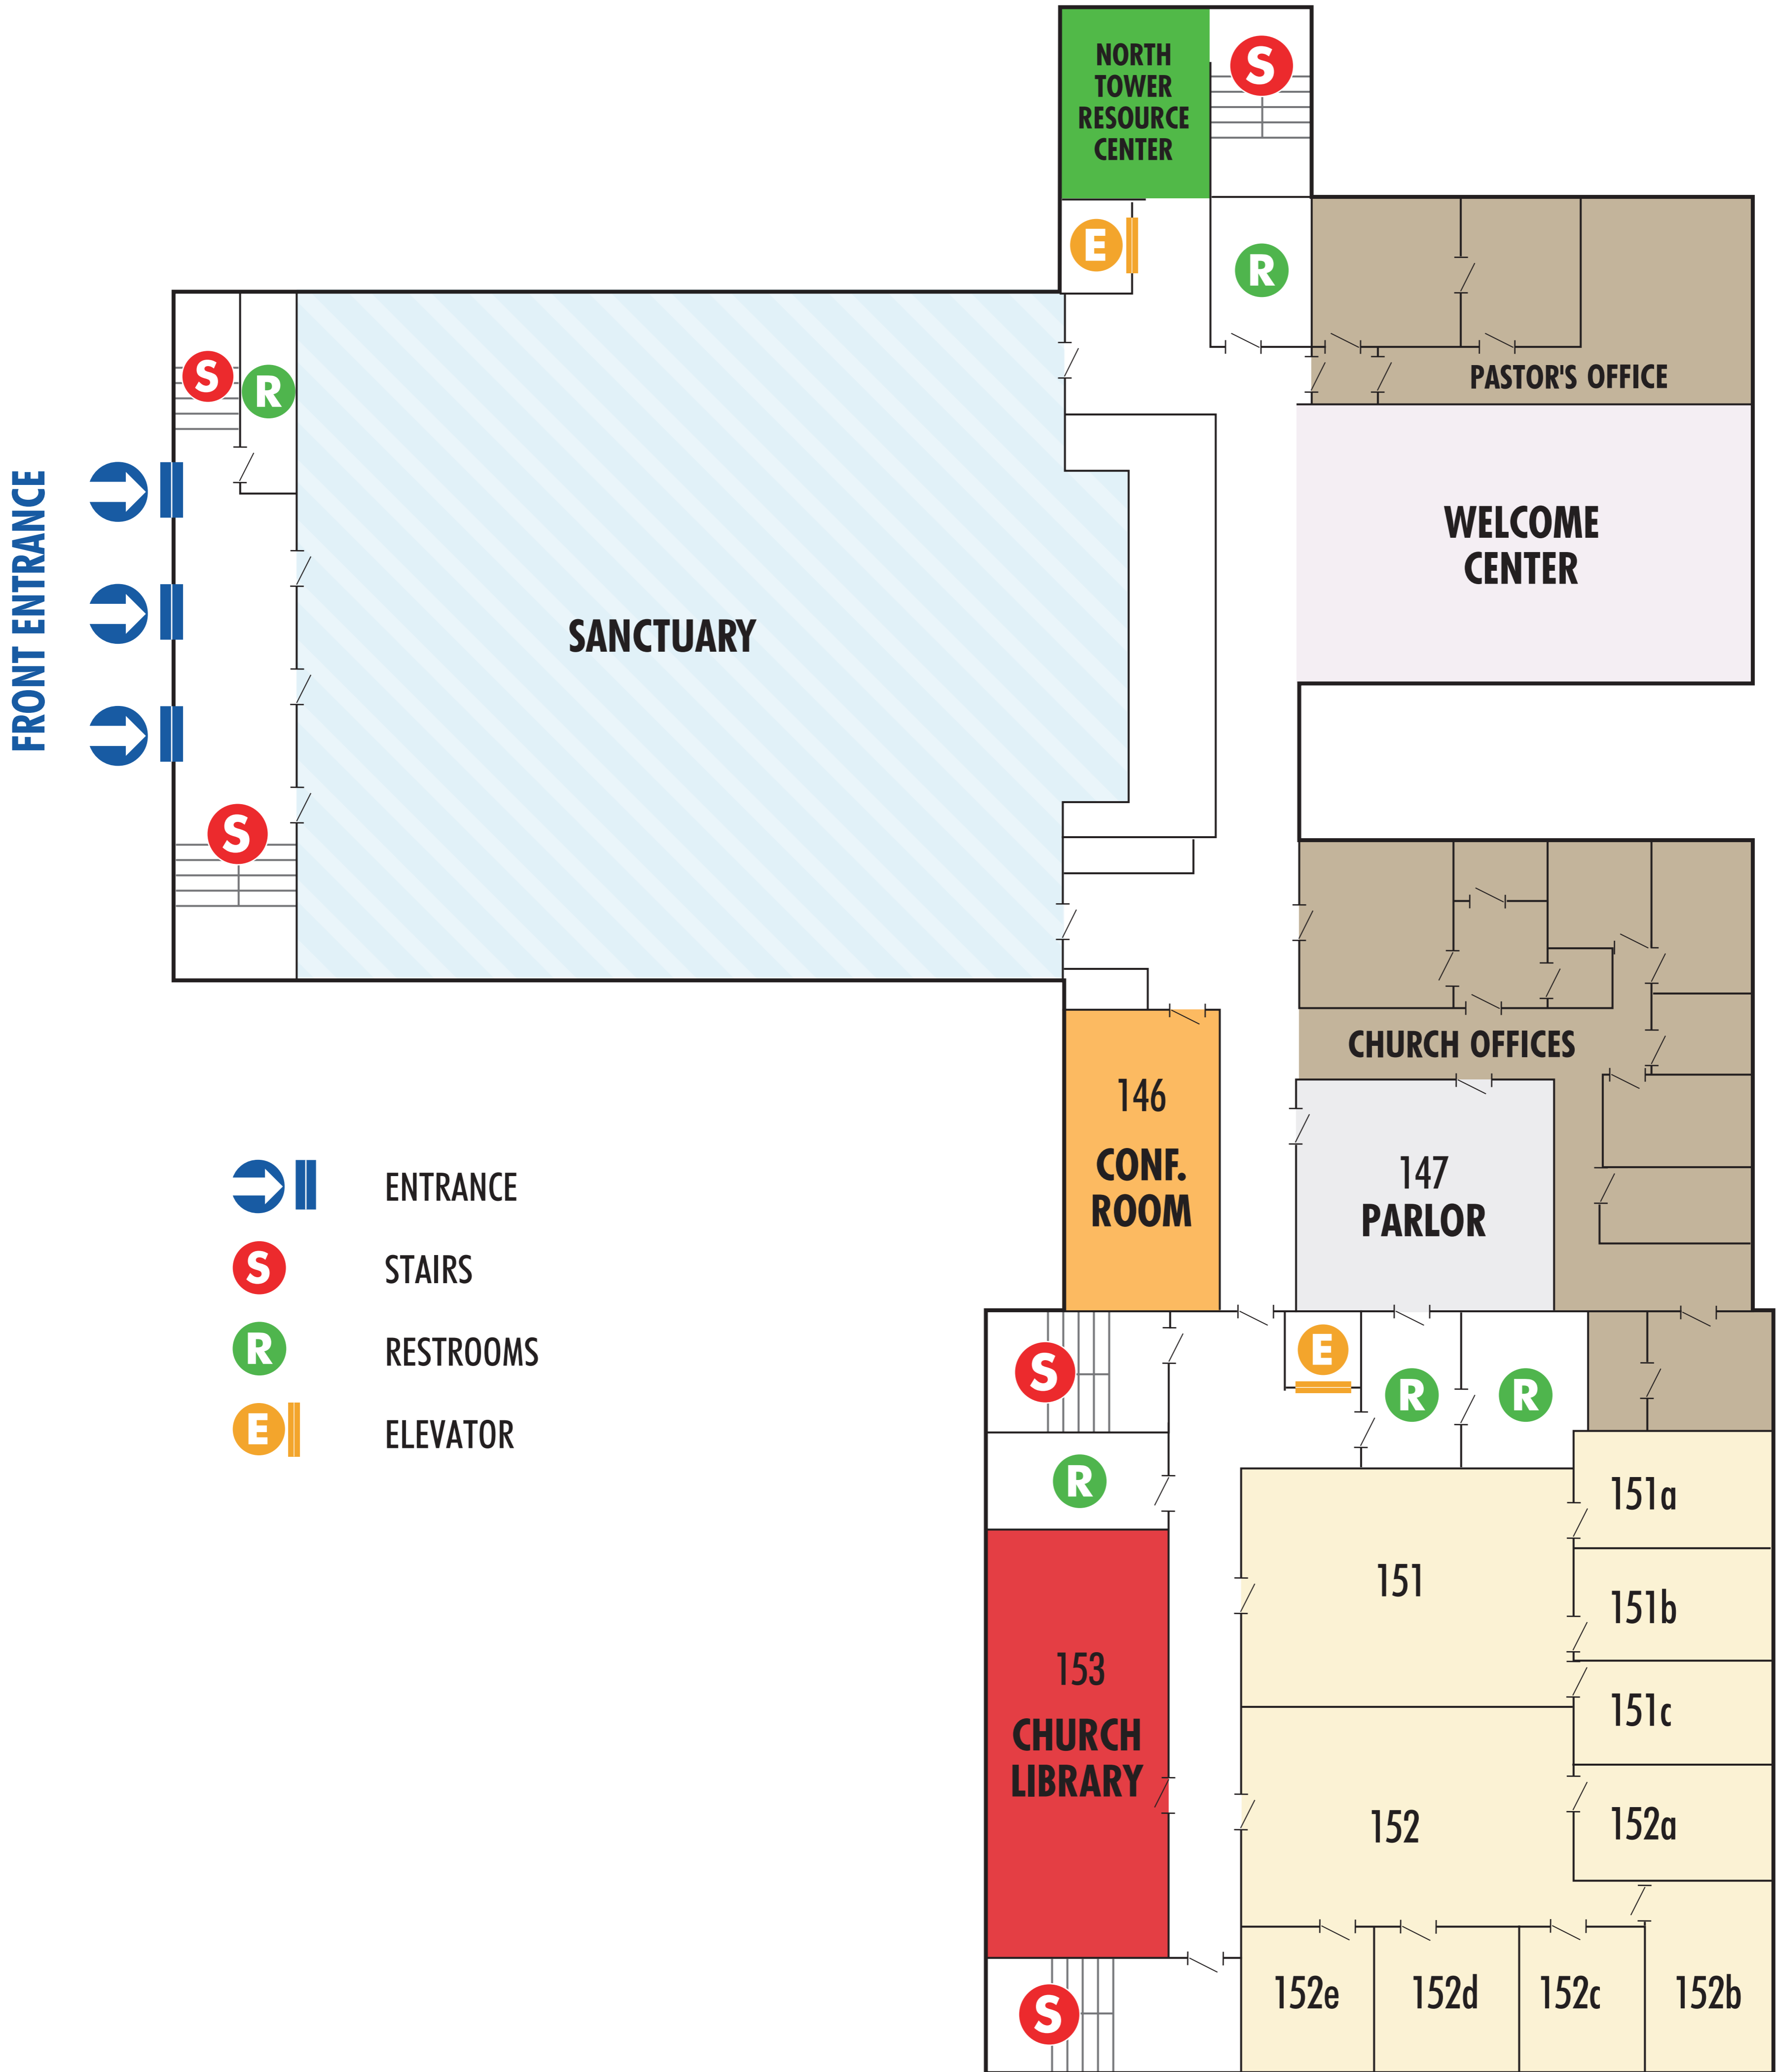 NORTH
TOWER
RESOURCE
CENTER
S
E
R
S
R
PASTOR'S OFFICE
FRONT ENTRANCE
WELCOME
CENTER
SANCTUARY
S
CHURCH OFFICES
146
CONF.
ROOM
147
PARLOR
ENTRANCE
S
STAIRS
R
RESTROOMS
E
ELEVATOR
S
E
R
R
R
151a
151
151b
153
CHURCH
LIBRARY
151c
152
152a
152e
152d
152c
152b
S